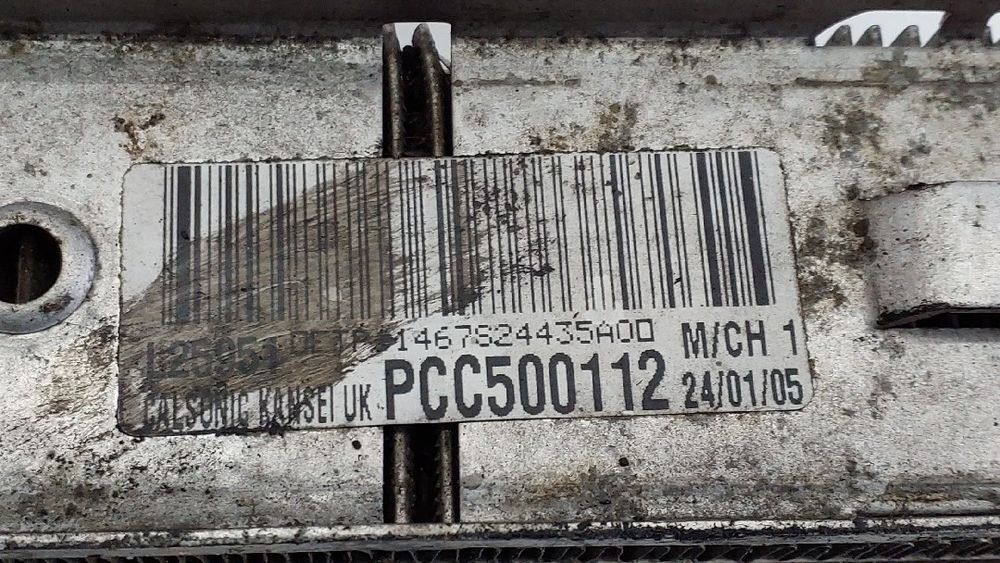 1467824435A00
M/CH 1
CALSONIC KANSEI UK
PCC500112
24/01/05